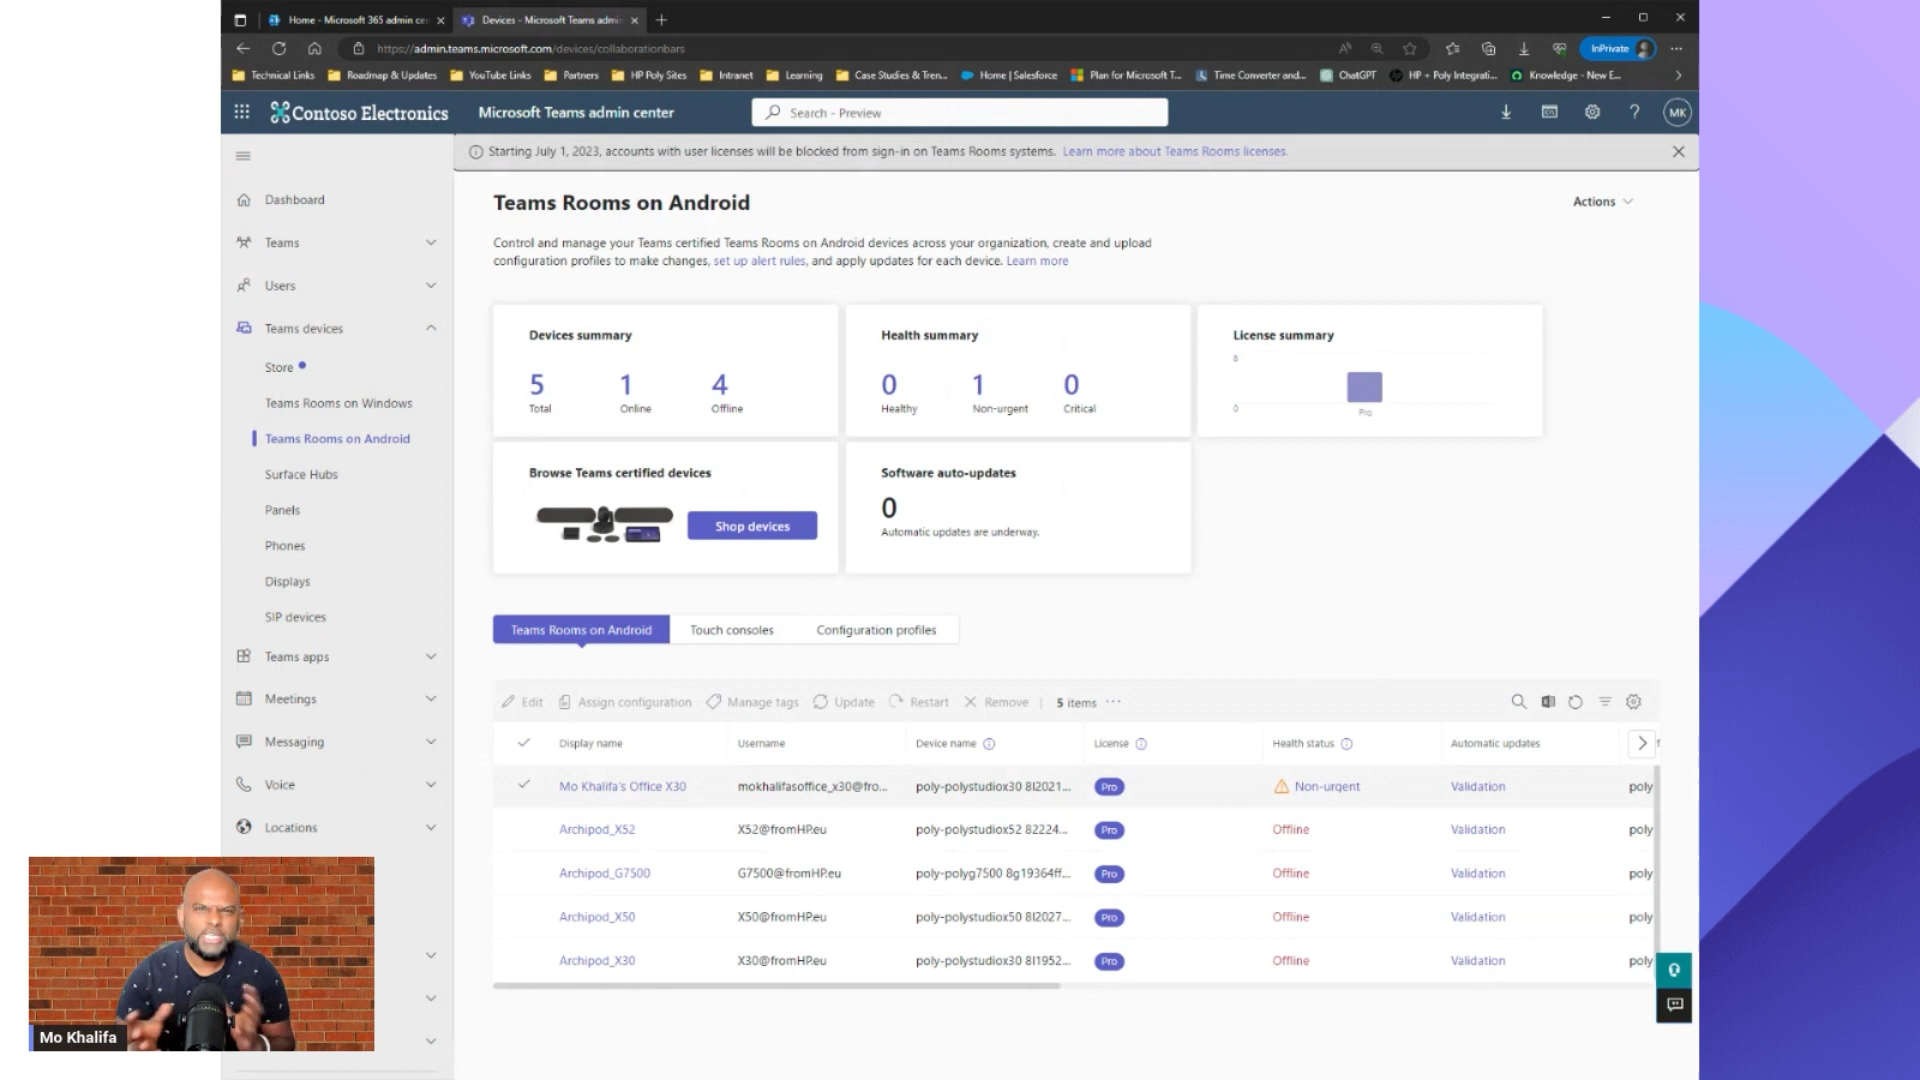 Home - Microsoft 365 admin cer
Devices - Microsoft Teams admin
https://admin.teams.microsoft.com/devices/collaborationbars
InPrivate
Technical Links
Roadmap & Updates
YouTube Links
Partners
HP Poly Sites
Intranet
Learning
Case Studies & Tren...
Home | Salesforce
Plan for Microsoft T...
Time Converter and...
ChatGPT
HP + Poly Integrati...
Knowledge - New E...
Contoso Electronics
Microsoft Teams admin center
Search - Preview
MK
Starting July 1, 2023, accounts with user licenses will be blocked from sign-in on Teams Rooms systems. Learn more about Teams Rooms licenses.
Dashboard
Teams
Users
Teams devices
Store
Teams Rooms on Windows
Teams Rooms on Android
Surface Hubs
Panels
Phones
Displays
SIP devices
Teams apps
Meetings
Messaging
Voice
Locations
Teams Rooms on Android
Actions
Control and manage your Teams certified Teams Rooms on Android devices across your organization, create and upload
configuration profiles to make changes, set up alert rules, and apply updates for each device. Learn more
Devices summary
5
Total
1
Online
4
Offline
Health summary
0
Healthy
1
Non-urgent
0
Critical
License summary
0
Pro
Browse Teams certified devices
Shop devices
Software auto-updates
0
Automatic updates are underway.
Teams Rooms on Android
Touch consoles
Configuration profiles
Edit
Assign configuration
Manage tags
Update
Restart
Remove
5 items
Display name
Username
Device name
License
Health status
Automatic updates
Mo Khalifa's Office X30
mokhalifasoffice_x30@fro...
poly-polystudiox30 8l2021...
Pro
Non-urgent
Validation
poly
Archipod_X52
X52@fromHP.eu
poly-polystudiox52 82224...
Pro
Offline
Validation
poly
Archipod_G7500
G7500@fromHP.eu
poly-polyg7500 8g19364ff...
Pro
Offline
Validation
poly
Archipod_X50
X50@fromHP.eu
poly-polystudiox50 8l2027...
Pro
Offline
Validation
poly
Archipod_X30
X30@fromHP.eu
poly-polystudiox30 8l1952...
Pro
Offline
Validation
poly
Mo Khalifa